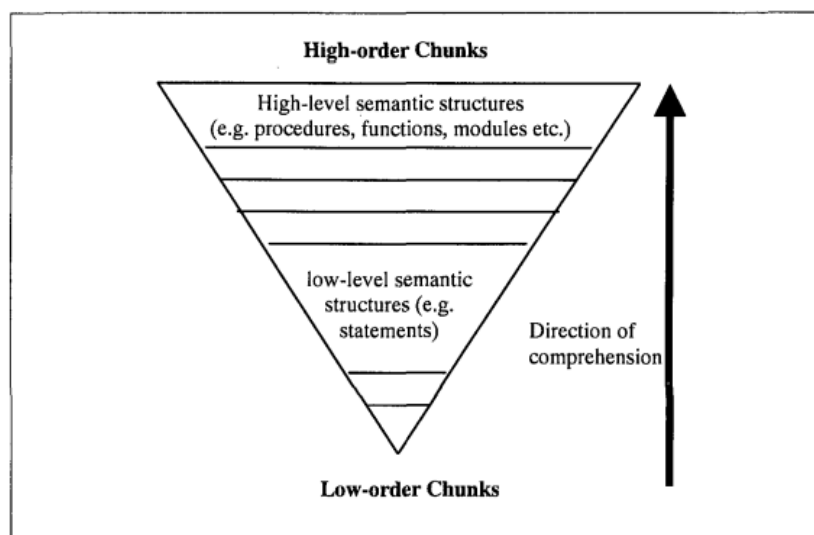 High-order Chunks
High-level semantic structures
(e.g. procedures, functions, modules etc.)
low-level semantic
structures (e.g.
statements)
Direction of
comprehension
Low-order Chunks